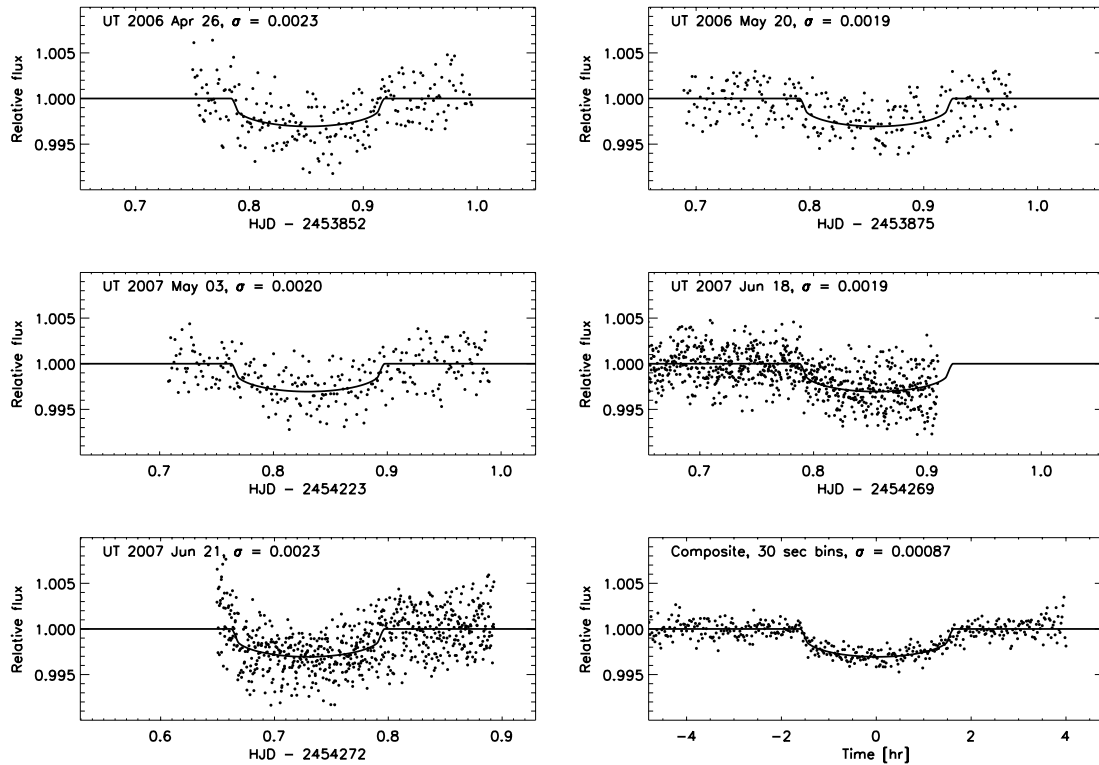 UT 2006 Apr 26, σ = 0.0023
Relative flux
1.005
1.000
0.995
0.7 0.8 0.9 1.0
HJD − 2453852
UT 2006 May 20, σ = 0.0019
Relative flux
1.005
1.000
0.995
0.7 0.8 0.9 1.0
HJD − 2453875
UT 2007 May 03, σ = 0.0020
Relative flux
1.005
1.000
0.995
0.7 0.8 0.9 1.0
HJD − 2454223
UT 2007 Jun 18, σ = 0.0019
Relative flux
1.005
1.000
0.995
0.7 0.8 0.9 1.0
HJD − 2454269
UT 2007 Jun 21, σ = 0.0023
Relative flux
1.005
1.000
0.995
0.6 0.7 0.8 0.9
HJD − 2454272
Composite, 30 sec bins, σ = 0.00087
Relative flux
1.005
1.000
0.995
−4 −2 0 2 4
Time [hr]